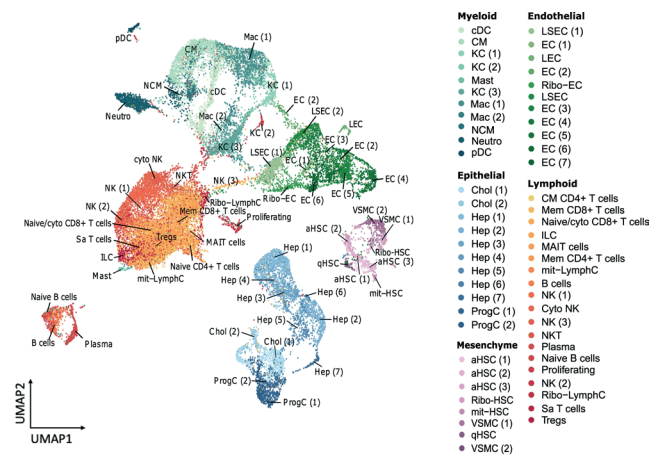 pDC
CM
Mac (1)
NCM
cDC
KC (1)
Neutro
Mac (2)
KC (2)
KC (3)
EC (2)
LSEC (2)
LEC
EC (3)
EC (2)
LSEC (1)
EC (1)
EC (4)
EC (5)
EC (6)
Ribo-EC
cyto NK
NKT
NK (1)
NK (3)
NK (2)
Ribo-LymphC
Mem CD8+ T cells
Proliferating
Naive/cyto CD8+ T cells
Tregs
Sa T cells
MAIT cells
ILC
Naive CD4+ T cells
Mast
mit-LymphC
VSMC (2)
VSMC (1)
aHSC (2)
Ribo-HSC
qHSC
aHSC (3)
aHSC (1)
mit-HSC
Hep (1)
Hep (4)
Hep (6)
Hep (3)
Hep (5)
Hep (2)
Chol (2)
Chol (1)
Hep (7)
ProgC (2)
ProgC (1)
Naive B cells
B cells
Plasma
UMAP2
UMAP1
Myeloid
cDC
CM
KC (1)
KC (2)
Mast
KC (3)
Mac (1)
Mac (2)
NCM
Neutro
pDC
Epithelial
Chol (1)
Chol (2)
Hep (1)
Hep (2)
Hep (3)
Hep (4)
Hep (5)
Hep (6)
Hep (7)
ProgC (1)
ProgC (2)
Mesenchyme
aHSC (1)
aHSC (2)
aHSC (3)
Ribo-HSC
mit-HSC
VSMC (1)
qHSC
VSMC (2)
Endothelial
LSEC (1)
EC (1)
LEC
EC (2)
Ribo-EC
LSEC
EC (3)
EC (4)
EC (5)
EC (6)
EC (7)
Lymphoid
CM CD4+ T cells
Mem CD8+ T cells
Naive/cyto CD8+ T cells
ILC
MAIT cells
Mem CD4+ T cells
mit-LymphC
B cells
NK (1)
Cyto NK
NK (3)
NKT
Plasma
Naive B cells
Proliferating
NK (2)
Ribo-LymphC
Sa T cells
Tregs